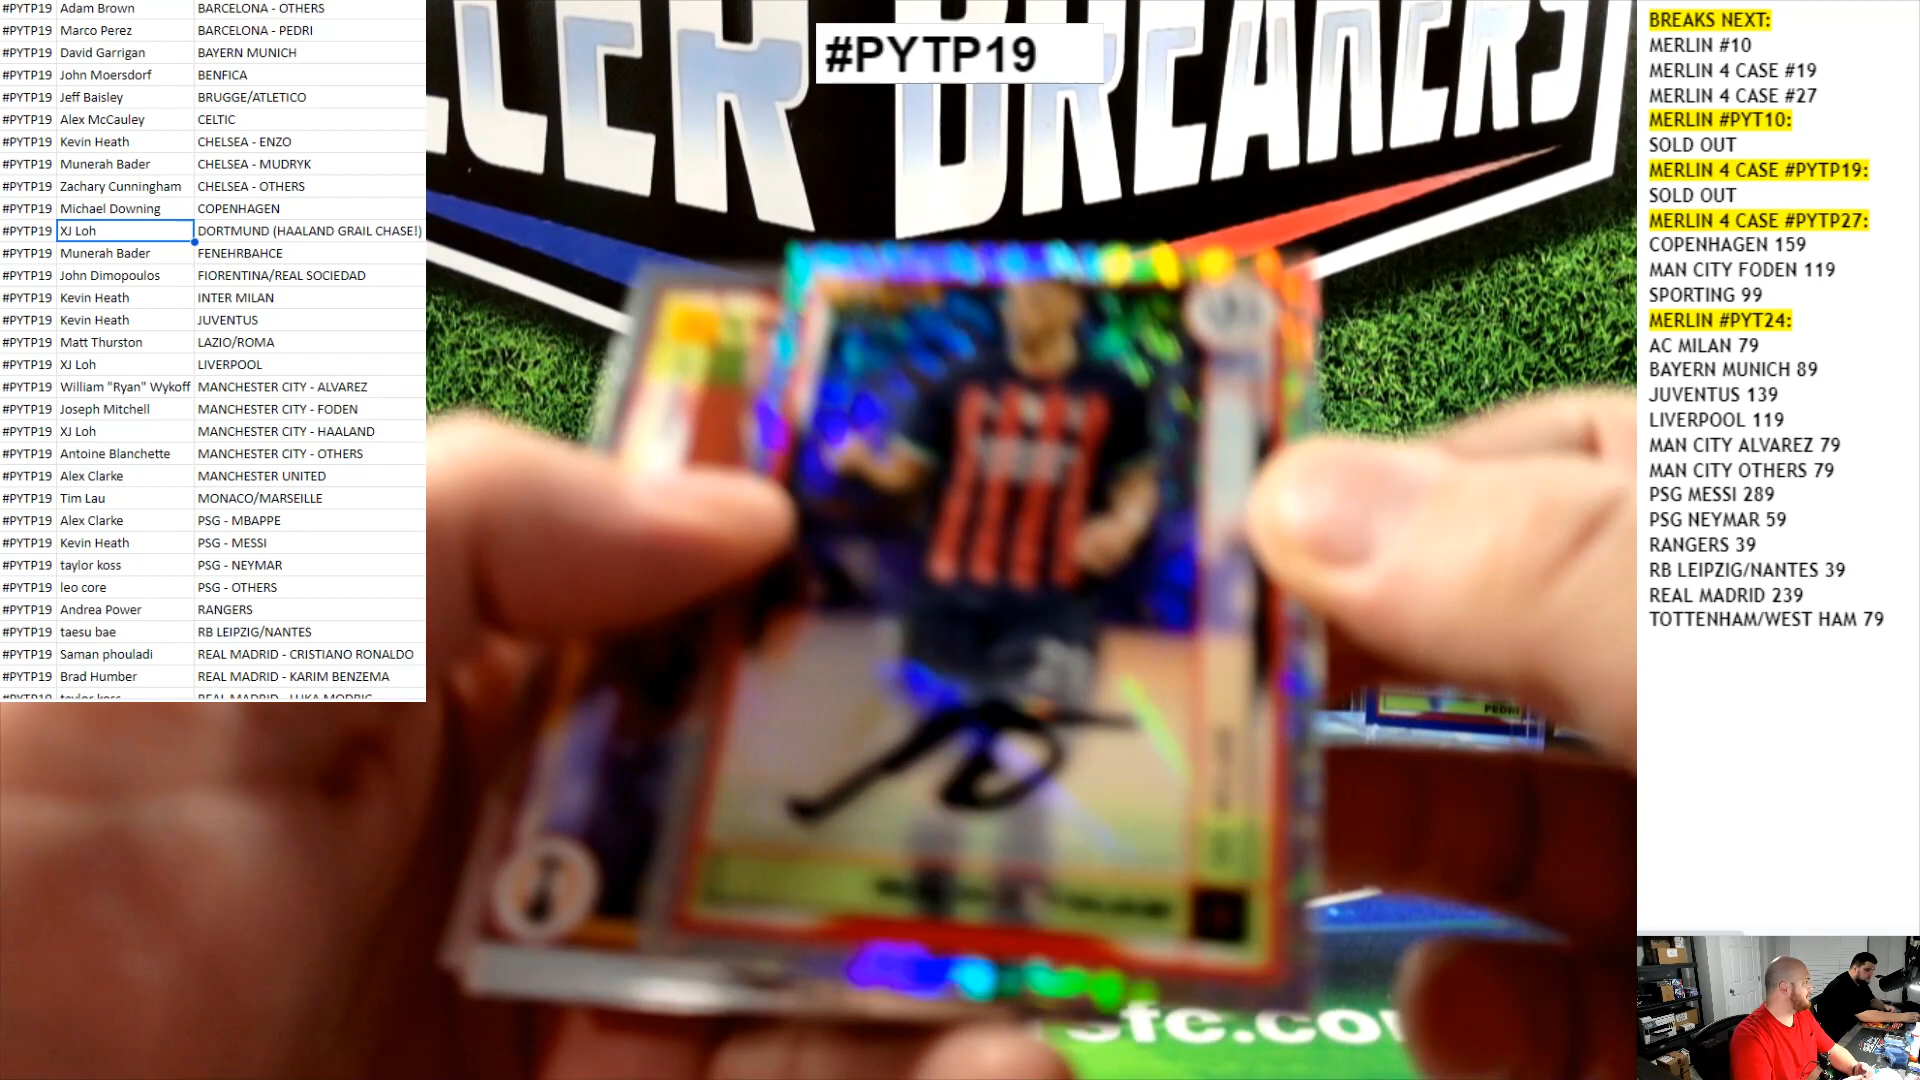 #PYTP19 Adam Brown BARCELONA - OTHERS
#PYTP19 Marco Perez BARCELONA - PEDRI
#PYTP19 David Garrigan BAYERN MUNICH
#PYTP19 John Moersdorf BENFICA
#PYTP19 Jeff Baisley BRUGGE/ATLETICO
#PYTP19 Alex McCauley CELTIC
#PYTP19 Kevin Heath CHELSEA - ENZO
#PYTP19 Munerah Bader CHELSEA - MUDRYK
#PYTP19 Zachary Cunningham CHELSEA - OTHERS
#PYTP19 Michael Downing COPENHAGEN
#PYTP19 XJ Loh DORTMUND (HAALAND GRAIL CHASE!)
#PYTP19 Munerah Bader FENEHRBAHCE
#PYTP19 John Dimopoulos FIORENTINA/REAL SOCIEDAD
#PYTP19 Kevin Heath INTER MILAN
#PYTP19 Kevin Heath JUVENTUS
#PYTP19 Matt Thurston LAZIO/ROMA
#PYTP19 XJ Loh LIVERPOOL
#PYTP19 William "Ryan" Wykoff MANCHESTER CITY - ALVAREZ
#PYTP19 Joseph Mitchell MANCHESTER CITY - FODEN
#PYTP19 XJ Loh MANCHESTER CITY - HAALAND
#PYTP19 Antoine Blanchette MANCHESTER CITY - OTHERS
#PYTP19 Alex Clarke MANCHESTER UNITED
#PYTP19 Tim Lau MONACO/MARSEILLE
#PYTP19 Alex Clarke PSG - MBAPPE
#PYTP19 Kevin Heath PSG - MESSI
#PYTP19 taylor koss PSG - NEYMAR
#PYTP19 leo core PSG - OTHERS
#PYTP19 Andrea Power RANGERS
#PYTP19 taesu bae RB LEIPZIG/NANTES
#PYTP19 Saman phouladi REAL MADRID - CRISTIANO RONALDO
#PYTP19 Brad Humber REAL MADRID - KARIM BENZEMA
#PYTP19 taylor koss REAL MADRID - LUKA MODRIC
#PYTP19
CER BREAKERS
PEDRI
sfc.co
BREAKS NEXT:
MERLIN #10
MERLIN 4 CASE #19
MERLIN 4 CASE #27
MERLIN #PYT10:
SOLD OUT
MERLIN 4 CASE #PYTP19:
SOLD OUT
MERLIN 4 CASE #PYTP27:
COPENHAGEN 159
MAN CITY FODEN 119
SPORTING 99
MERLIN #PYT24:
AC MILAN 79
BAYERN MUNICH 89
JUVENTUS 139
LIVERPOOL 119
MAN CITY ALVAREZ 79
MAN CITY OTHERS 79
PSG MESSI 289
PSG NEYMAR 59
RANGERS 39
RB LEIPZIG/NANTES 39
REAL MADRID 239
TOTTENHAM/WEST HAM 79